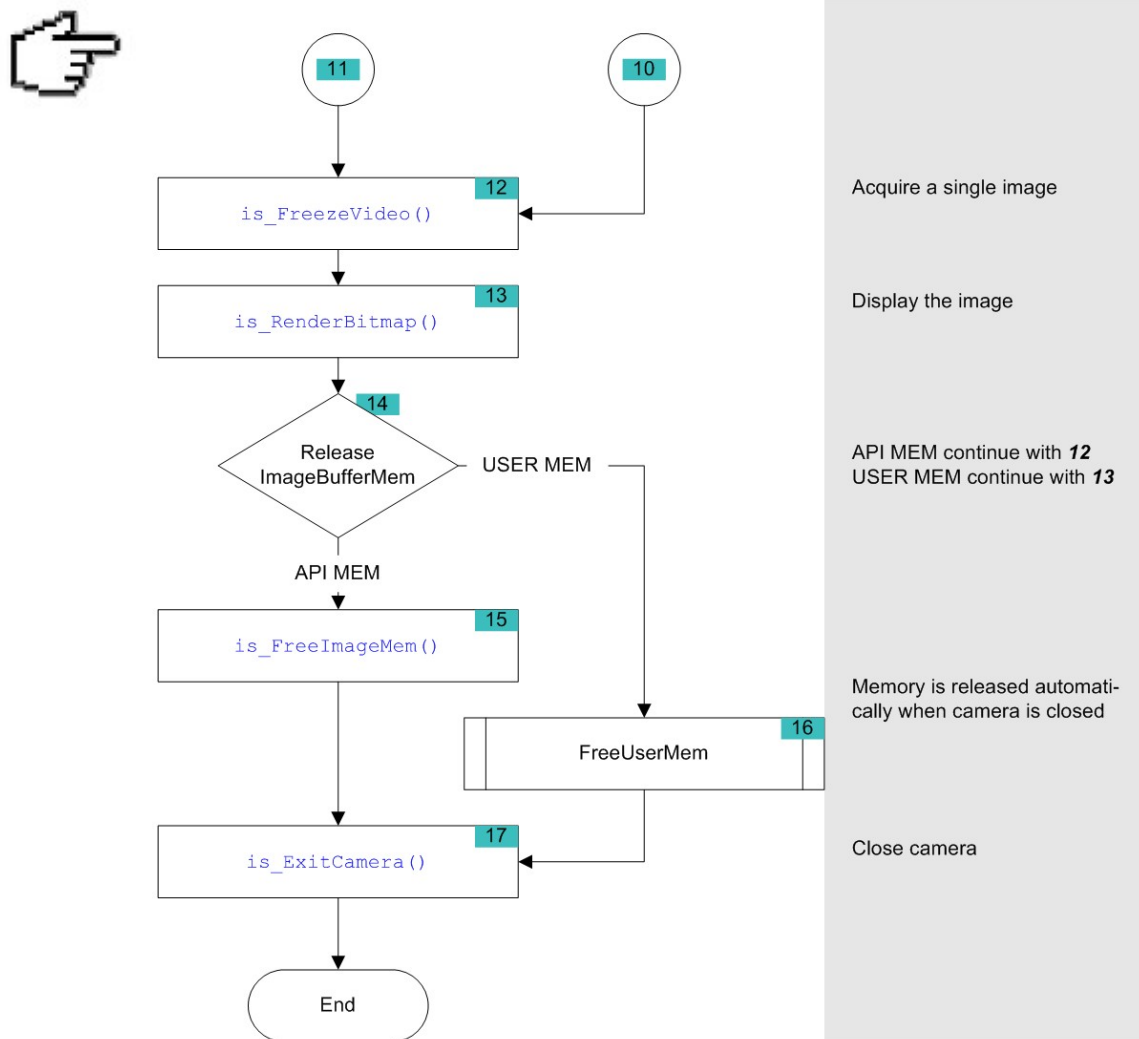 11
10
12
is_FreezeVideo()
Acquire a single image
13
is_RenderBitmap()
Display the image
14
Release
ImageBufferMem
USER MEM
API MEM continue with 12
USER MEM continue with 13
API MEM
15
is_FreeImageMem()
Memory is released automati-
cally when camera is closed
16
FreeUserMem
17
is_ExitCamera()
Close camera
End